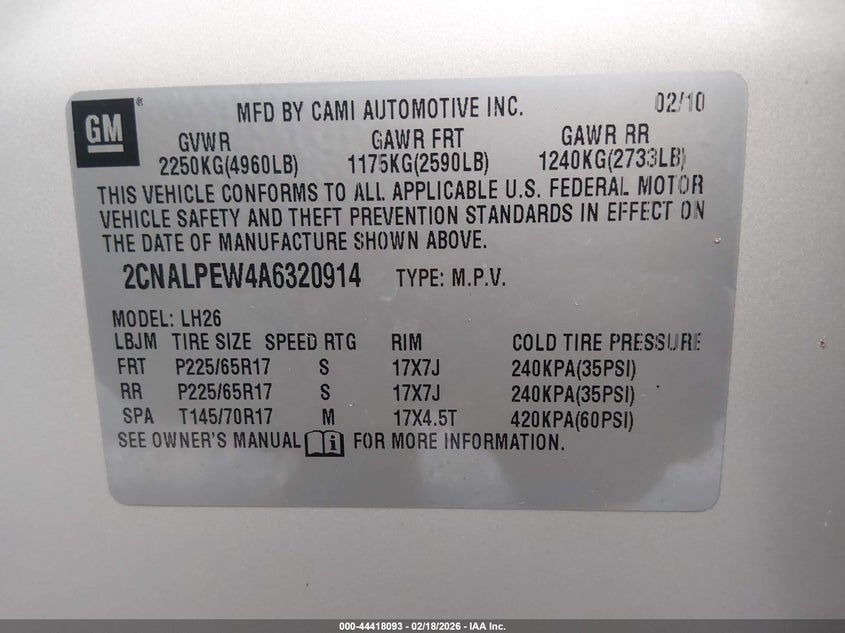 GM ®
MFD BY CAMI AUTOMOTIVE INC. 02/10
GVWR GAWR FRT GAWR RR
2250KG(4960LB) 1175KG(2590LB) 1240KG(2733LB)
THIS VEHICLE CONFORMS TO ALL APPLICABLE U.S. FEDERAL MOTOR
VEHICLE SAFETY AND THEFT PREVENTION STANDARDS IN EFFECT ON
THE DATE OF MANUFACTURE SHOWN ABOVE.
2CNALPEW4A6320914 TYPE: M.P.V.
MODEL: LH26
LBJM TIRE SIZE SPEED RTG RIM COLD TIRE PRESSURE
FRT P225/65R17 S 17X7J 240KPA(35PSI)
RR P225/65R17 S 17X7J 240KPA(35PSI)
SPA T145/70R17 M 17X4.5T 420KPA(60PSI)
SEE OWNER'S MANUAL i FOR MORE INFORMATION.
000-44418093 - 02/18/2026 - IAA Inc.